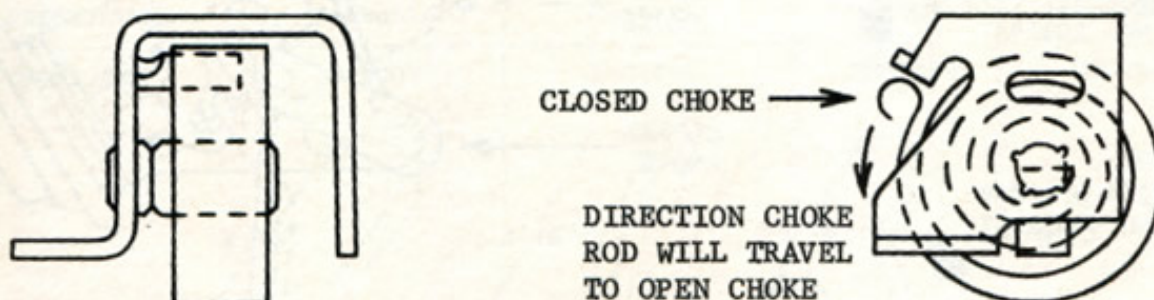 CLOSED CHOKE
DIRECTION CHOKE
ROD WILL TRAVEL
TO OPEN CHOKE